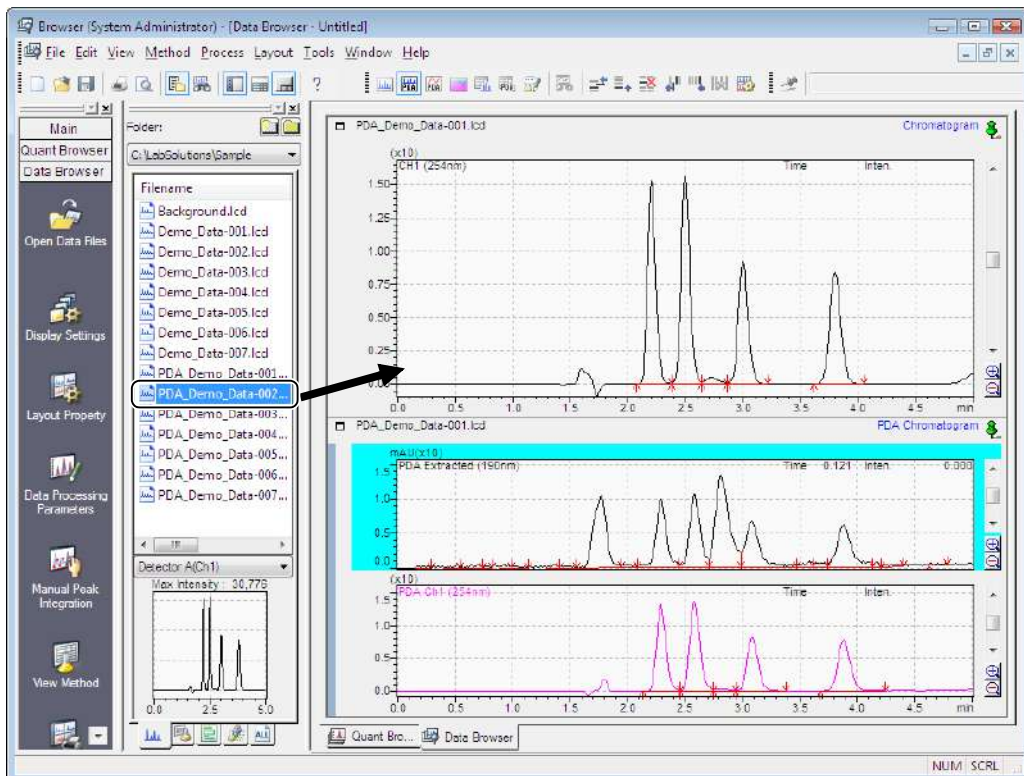 Browser (System Administrator) - [Data Browser - Untitled]
File Edit View Method Process Layout Tools Window Help
Main
Quant Browser
Data Browser
Open Data Files
Display Settings
Layout Property
Data Processing
Parameters
Manual Peak
Integration
View Method
Folder:
C:\LabSolutions\Sample
Filename
Background.lcd
Demo_Data-001.lcd
Demo_Data-002.lcd
Demo_Data-003.lcd
Demo_Data-004.lcd
Demo_Data-005.lcd
Demo_Data-006.lcd
Demo_Data-007.lcd
PDA_Demo_Data-001...
PDA_Demo_Data-002...
PDA_Demo_Data-003...
PDA_Demo_Data-004...
PDA_Demo_Data-005...
PDA_Demo_Data-006...
PDA_Demo_Data-007...
Detector A(Ch1)
Max Intensity : 30,776
0.0 2.5 5.0
ALL
PDA_Demo_Data-001.lcd Chromatogram
(x10)
CH1 (254nm) Time Inten.
1.50
1.25
1.00
0.75
0.50
0.25
0.00
0.0 0.5 1.0 1.5 2.0 2.5 3.0 3.5 4.0 4.5 min
PDA_Demo_Data-001.lcd PDA Chromatogram
mAU(x10)
PDA Extracted (190nm) Time 0.121 Inten. 0.000
1.5
1.0
0.5
0.0
(x10)
PDA Ch1 (254nm) Time Inten.
1.5
1.0
0.5
0.0
0.0 0.5 1.0 1.5 2.0 2.5 3.0 3.5 4.0 4.5 min
Quant Bro... Data Browser
NUM SCRL